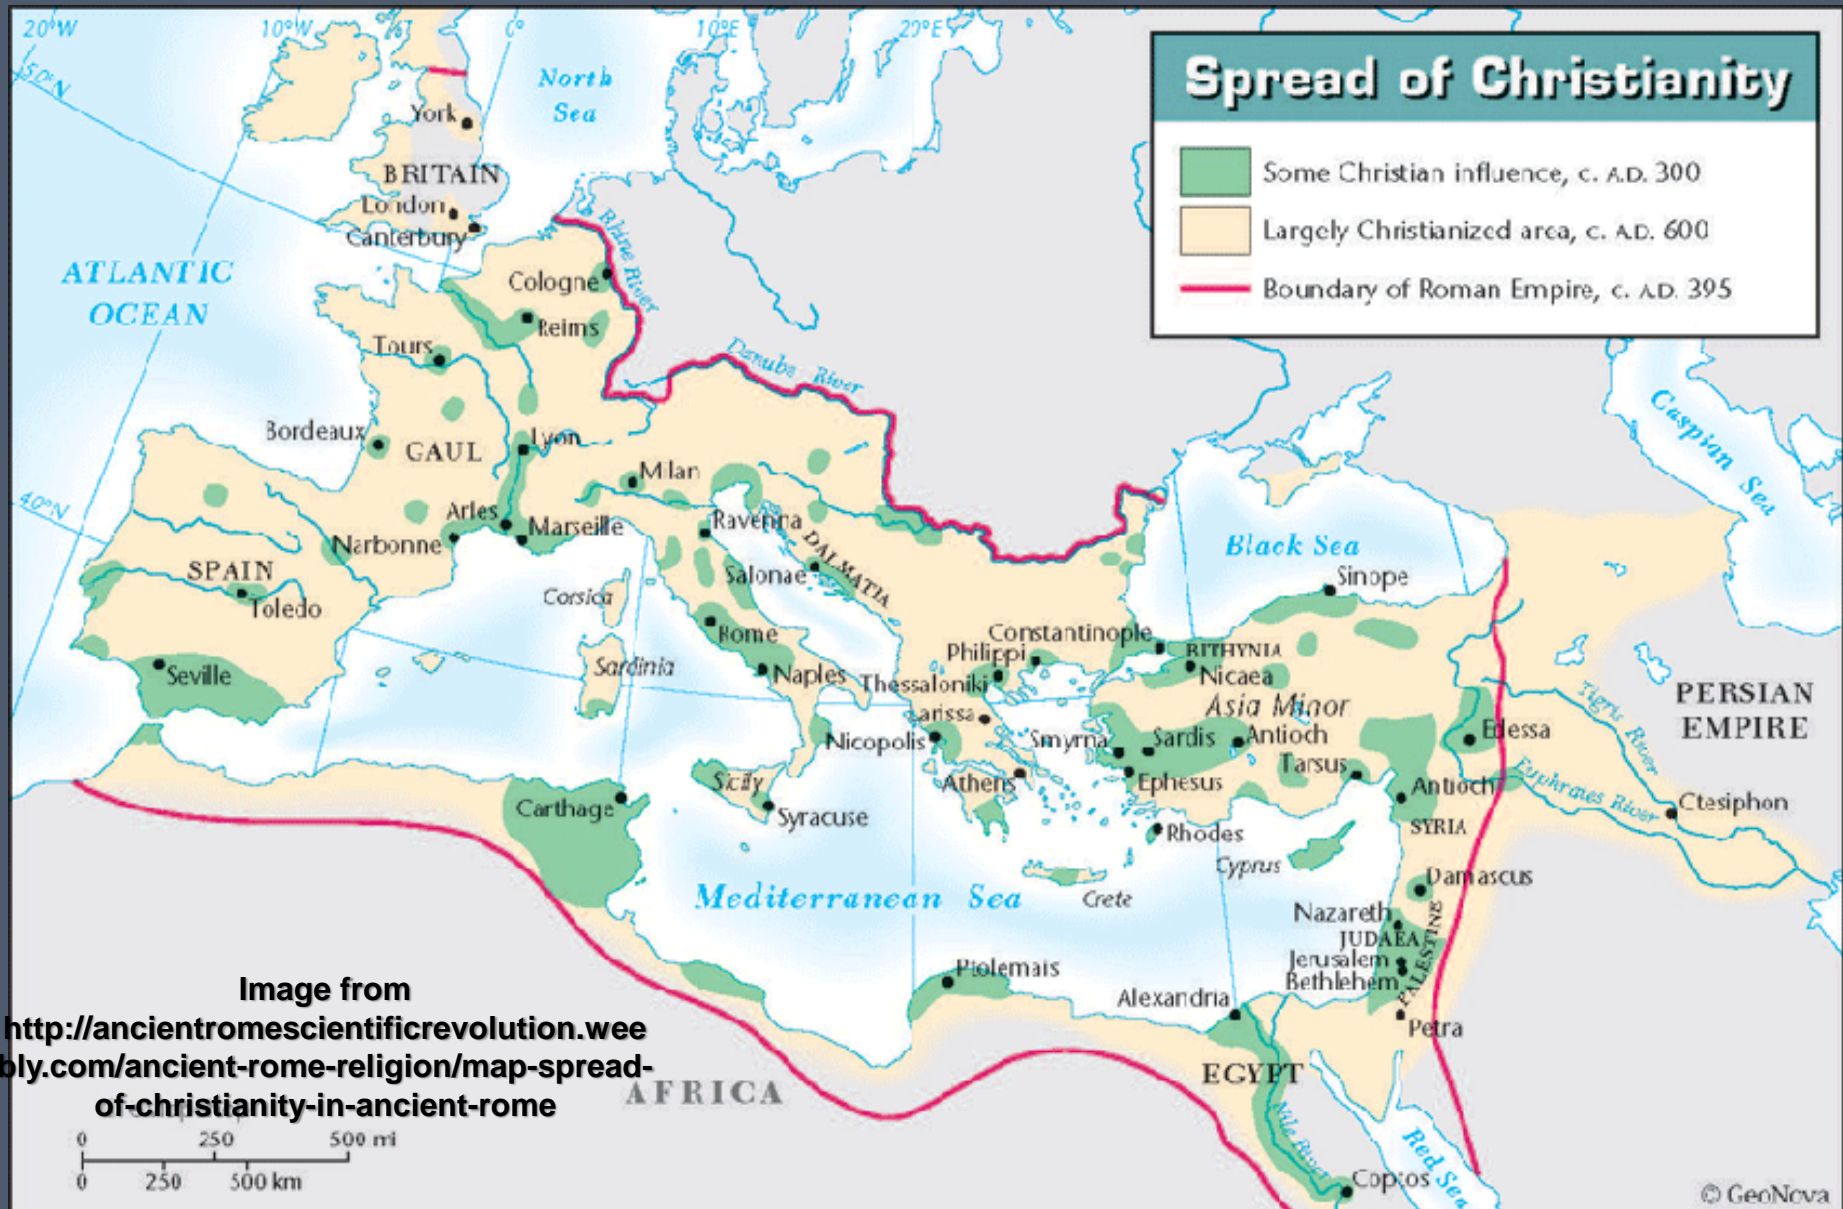 Spread of Christianity
Some Christian influence, c. A.D. 300
Largely Christianized area, c. A.D. 600
Boundary of Roman Empire, c. A.D. 395
20°W
10°W
0°
10°E
20°E
50°N
40°N
North
Sea
York
BRITAIN
London
Canterbury
ATLANTIC
OCEAN
Rhine River
Cologne
Reims
Tours
Danube River
Caspian Sea
Bordeaux
GAUL
Lyon
Milan
Arles
Marseille
Narbonne
Ravenna
DALMATIA
Salonae
Black Sea
Sinope
SPAIN
Toledo
Corsica
Rome
Constantinople
BITHYNIA
Philippi
Nicaea
Seville
Sardinia
Naples
Thessaloniki
Asia Minor
Larissa
PERSIAN
EMPIRE
Tigris River
Nicopolis
Smyrna
Sardis
Antioch
Edessa
Tarsus
Athens
Ephesus
Antioch
Euphrates River
Ctesiphon
Carthage
Sicily
Syracuse
SYRIA
Rhodes
Cyprus
Damascus
Crete
Mediterranean Sea
Nazareth
JUDAEA
Jerusalem
Bethlehem
PALESTINE
Ptolemais
Alexandria
Petra
EGYPT
Nile River
Red Sea
Coptos
AFRICA
Image from
http://ancientromescientificrevolution.wee
bly.com/ancient-rome-religion/map-spread-
of-christianity-in-ancient-rome
0 250 500 mi
0 250 500 km
© GeoNova